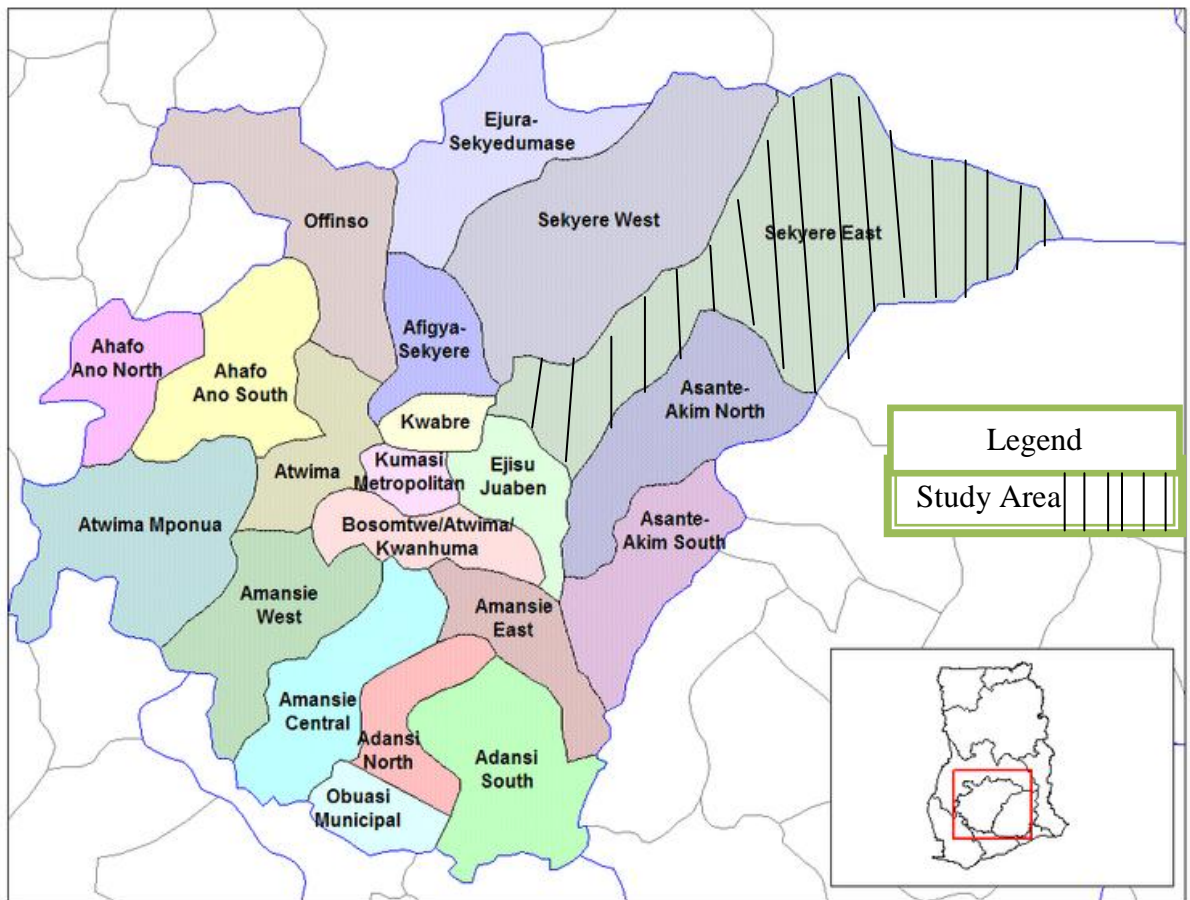 Ejura-
Sekyedumase
Offinso
Sekyere West
Sekyere East
Afigya-
Sekyere
Ahafo
Ano North
Ahafo
Ano South
Asante-
Akim North
Kwabre
Legend
Study Area
Atwima
Kumasi
Metropolitan
Ejisu
Juaben
Atwima Mponua
Bosomtwe/Atwima/
Kwanhuma
Asante-
Akim South
Amansie
West
Amansie
East
Amansie
Central
Adansi
North
Adansi
South
Obuasi
Municipal